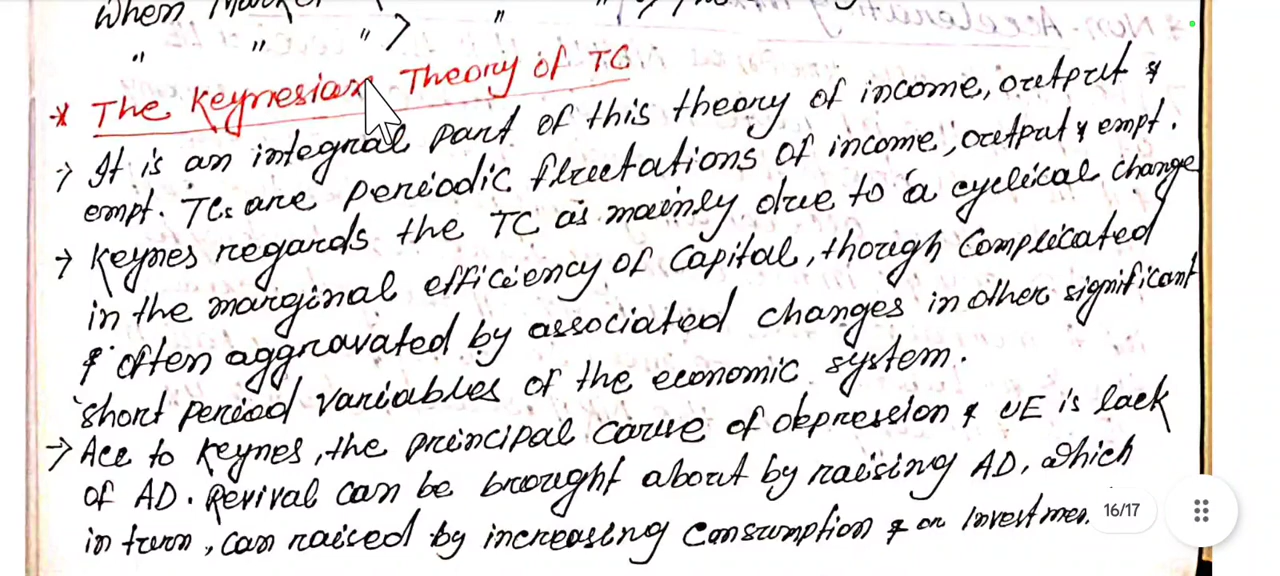 When Market
" " " > " "
* The Keynesian Theory of TC
→ It is an integral part of this theory of income, output &
empt. TCs are periodic fluctations of income, output & empt.
→ Keynes regards the TC as mainly due to a cyclical change
in the marginal efficiency of capital, though complicated
& often aggravated by associated changes in other significant
short period variables of the economic system.
→ Acc to Keynes, the principal cause of depression & UE is lack
of AD. Revival can be brought about by raising AD, which
in turn, can raised by increasing Consumption & or Investmen
16/17